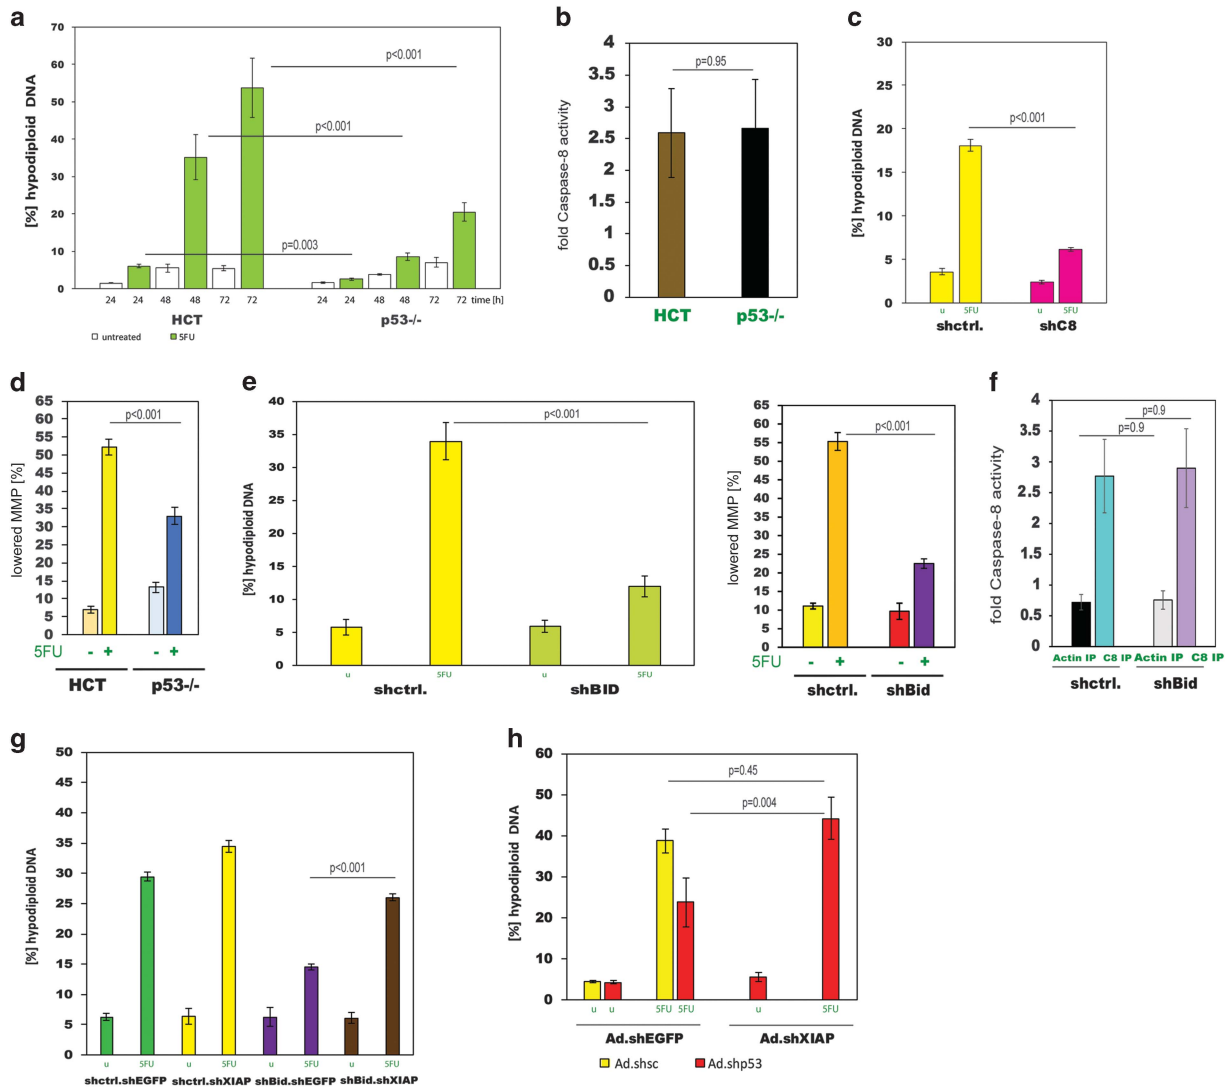 a
[%] hypodiploid DNA
70
60
50
40
30
20
10
0
p<0.001
p<0.001
p=0.003
24 24 48 48 72 72 24 24 48 48 72 72 time [h]
HCT p53-/-
untreated 5FU
b
fold Caspase-8 activity
4
3.5
3
2.5
2
1.5
1
0.5
0
p=0.95
HCT p53-/-
c
[%] hypodiploid DNA
30
20
10
5
0
p<0.001
u 5FU u 5FU
shctrl. shC8
d
lowered MMP [%]
65
60
55
50
45
40
35
30
25
20
15
10
5
0
p<0.001
5FU - + - +
HCT p53-/-
e
[%] hypodiploid DNA
40
35
30
25
20
15
10
5
0
p<0.001
u 5FU u 5FU
shctrl. shBID
lowered MMP [%]
65
60
55
50
45
40
35
30
25
20
15
10
5
0
p<0.001
5FU - + - +
shctrl. shBid
f
fold Caspase-8 activity
4
3.5
3
2.5
2
1.5
1
0.5
0
p=0.9
p=0.9
Actin IP C8 IP Actin IP C8 IP
shctrl. shBid
g
[%] hypodiploid DNA
50
45
40
35
30
25
20
15
10
5
0
p<0.001
u 5FU u 5FU u 5FU u 5FU
shctrl.shEGFP shctrl.shXIAP shBid.shEGFP shBid.shXIAP
h
[%] hypodiploid DNA
60
50
40
30
20
10
0
p=0.45
p=0.004
u u 5FU 5FU u 5FU
Ad.shEGFP Ad.shXIAP
Ad.shsc Ad.shp53